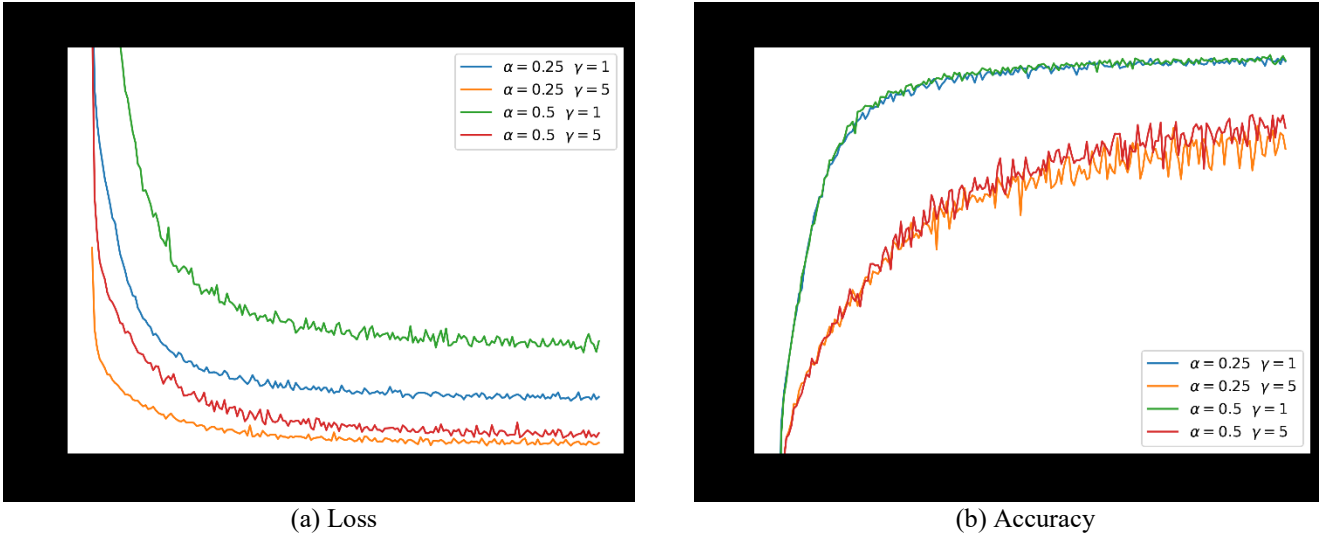 α = 0.25 γ = 1
α = 0.25 γ = 5
α = 0.5 γ = 1
α = 0.5 γ = 5
(a) Loss
α = 0.25 γ = 1
α = 0.25 γ = 5
α = 0.5 γ = 1
α = 0.5 γ = 5
(b) Accuracy